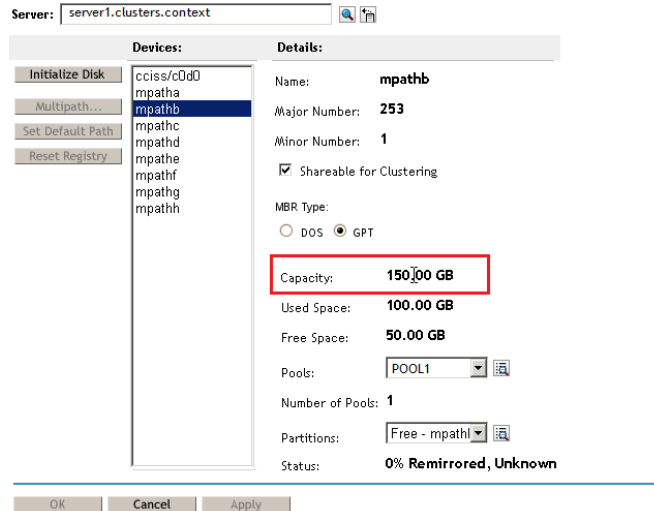 Server: server1.clusters.context
Devices: Details:
Initialize Disk
Multipath...
Set Default Path
Reset Registry
cciss/c0d0
mpatha
mpathb
mpathc
mpathd
mpathe
mpathf
mpathg
mpathh
Name: mpathb
Major Number: 253
Minor Number: 1
Shareable for Clustering
MBR Type:
DOS GPT
Capacity: 150.00 GB
Used Space: 100.00 GB
Free Space: 50.00 GB
Pools: POOL1
Number of Pools: 1
Partitions: Free - mpathl
Status: 0% Remirrored, Unknown
OK Cancel Apply